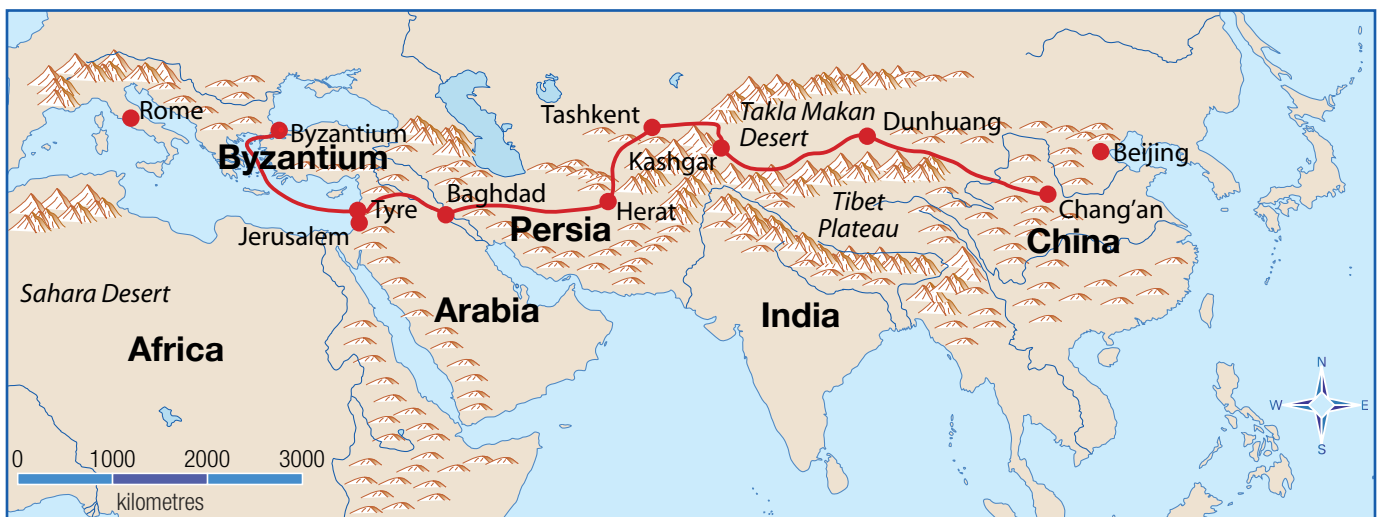 Rome
Byzantium
Byzantium
Tashkent
Takla Makan
Desert
Dunhuang
Kashgar
Beijing
Baghdad
Tyre
Jerusalem
Persia
Herat
Tibet
Plateau
Chang'an
China
Sahara Desert
Arabia
India
Africa
N
W
E
S
0 1000 2000 3000
kilometres